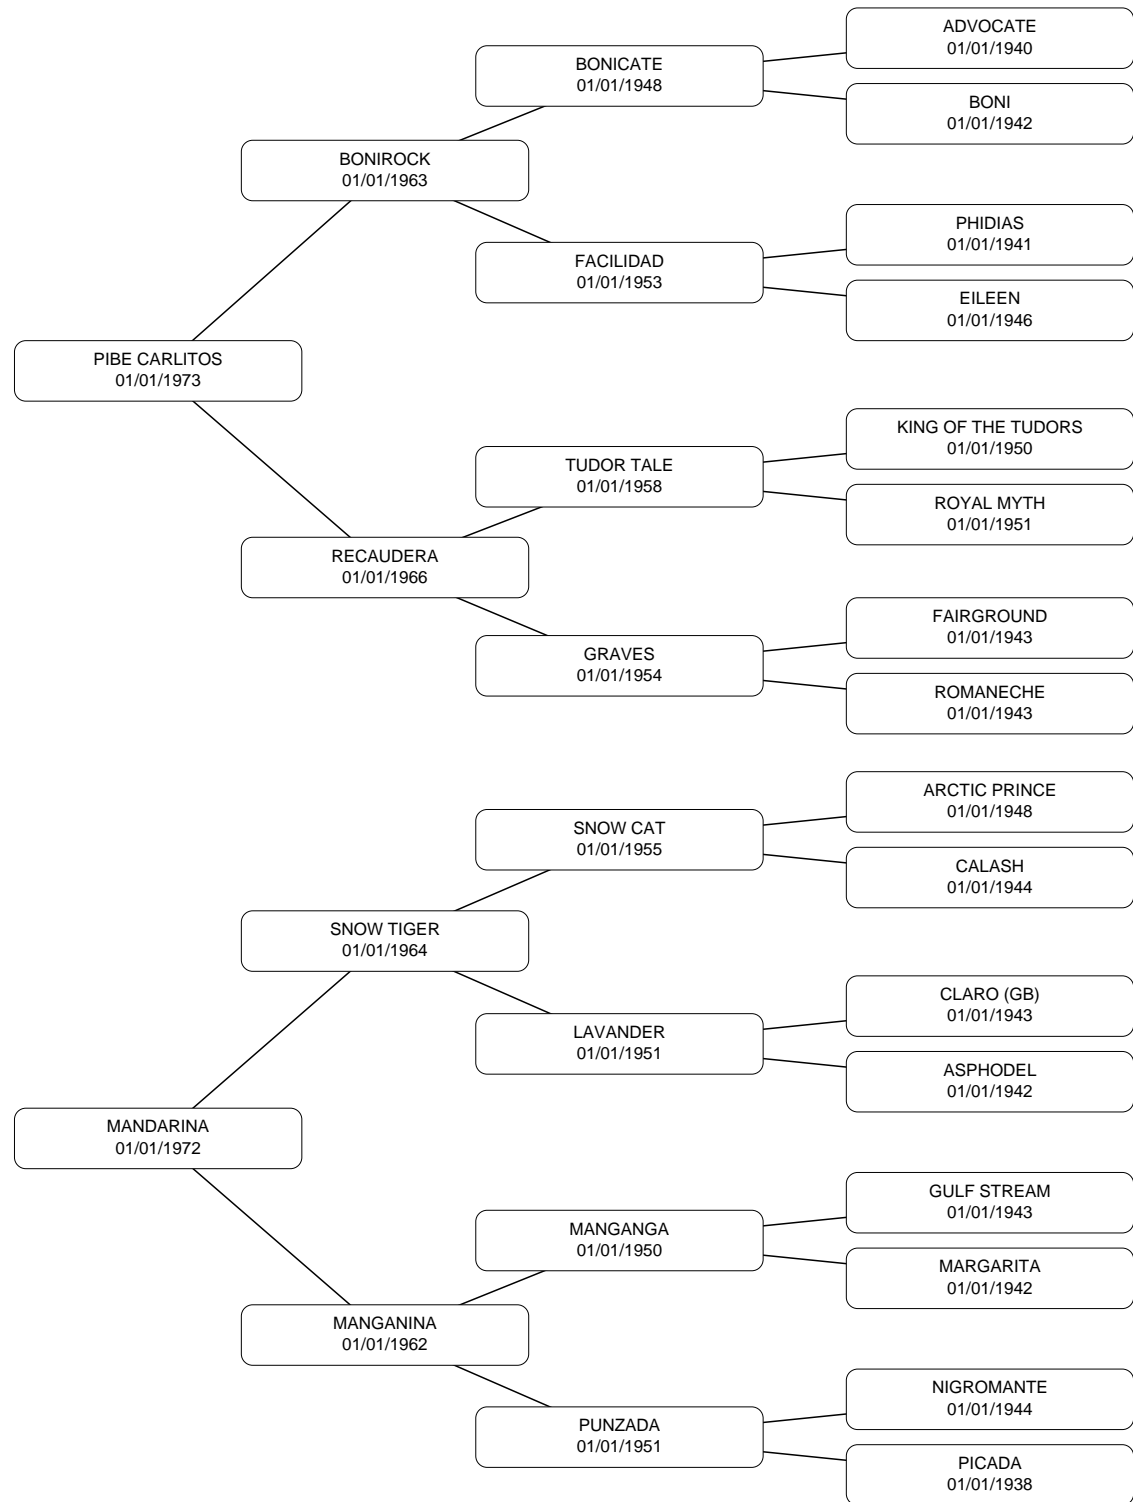 ADVOCATE
01/01/1940
BONICATE
01/01/1948
BONI
01/01/1942
BONIROCK
01/01/1963
PHIDIAS
01/01/1941
FACILIDAD
01/01/1953
EILEEN
01/01/1946
PIBE CARLITOS
01/01/1973
KING OF THE TUDORS
01/01/1950
TUDOR TALE
01/01/1958
ROYAL MYTH
01/01/1951
RECAUDERA
01/01/1966
FAIRGROUND
01/01/1943
GRAVES
01/01/1954
ROMANECHE
01/01/1943
ARCTIC PRINCE
01/01/1948
SNOW CAT
01/01/1955
CALASH
01/01/1944
SNOW TIGER
01/01/1964
CLARO (GB)
01/01/1943
LAVANDER
01/01/1951
ASPHODEL
01/01/1942
MANDARINA
01/01/1972
GULF STREAM
01/01/1943
MANGANGA
01/01/1950
MARGARITA
01/01/1942
MANGANINA
01/01/1962
NIGROMANTE
01/01/1944
PUNZADA
01/01/1951
PICADA
01/01/1938